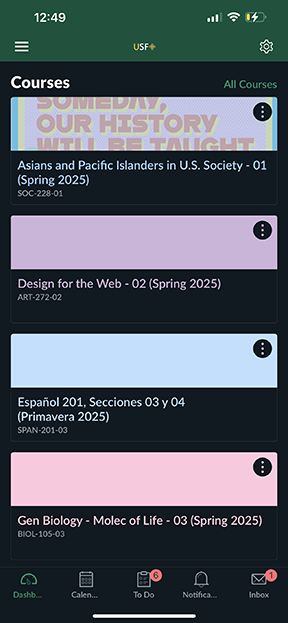 12:49
USF
Courses
All Courses
SOMEDAY,
OUR HISTORY
WILL BE TAUGHT
Asians and Pacific Islanders in U.S. Society - 01
(Spring 2025)
SOC-228-01
Design for the Web - 02 (Spring 2025)
ART-272-02
Español 201, Secciones 03 y 04
(Primavera 2025)
SPAN-201-03
Gen Biology - Molec of Life - 03 (Spring 2025)
BIOL-105-03
6
1
Dashb...
Calen...
To Do
Notifica...
Inbox